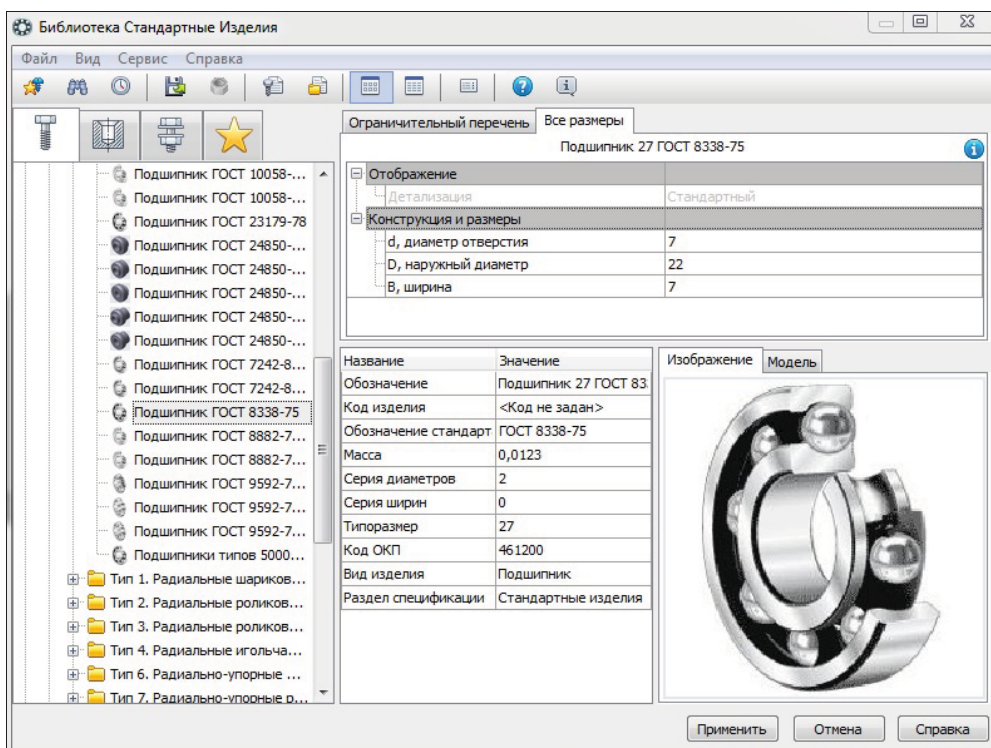 Библиотека Стандартные Изделия
Файл Вид Сервис Справка
Подшипник ГОСТ 10058-...
Подшипник ГОСТ 10058-...
Подшипник ГОСТ 23179-78
Подшипник ГОСТ 24850-...
Подшипник ГОСТ 24850-...
Подшипник ГОСТ 24850-...
Подшипник ГОСТ 24850-...
Подшипник ГОСТ 24850-...
Подшипник ГОСТ 7242-8...
Подшипник ГОСТ 7242-8...
Подшипник ГОСТ 8338-75
Подшипник ГОСТ 8882-7...
Подшипник ГОСТ 8882-7...
Подшипник ГОСТ 9592-7...
Подшипник ГОСТ 9592-7...
Подшипник ГОСТ 9592-7...
Подшипники типов 5000...
Тип 1. Радиальные шариков...
Тип 2. Радиальные роликов...
Тип 3. Радиальные роликов...
Тип 4. Радиальные игольча...
Тип 6. Радиально-упорные ...
Тип 7. Радиально-упорные р...
Ограничительный перечень Все размеры
Подшипник 27 ГОСТ 8338-75
Отображение
Детализация Стандартный
Конструкция и размеры
d, диаметр отверстия 7
D, наружный диаметр 22
B, ширина 7
Название Значение
Обозначение Подшипник 27 ГОСТ 83
Код изделия <Код не задан>
Обозначение стандарт ГОСТ 8338-75
Масса 0,0123
Серия диаметров 2
Серия ширин 0
Типоразмер 27
Код ОКП 461200
Вид изделия Подшипник
Раздел спецификации Стандартные изделия
Изображение Модель
Применить Отмена Справка